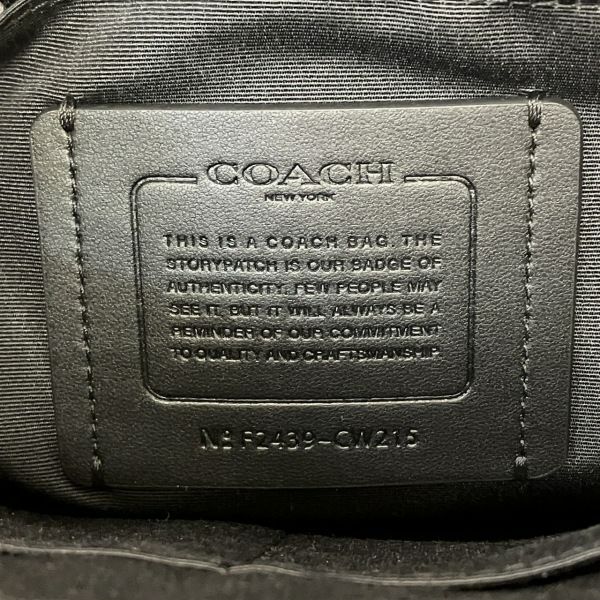 COACH
NEW YORK
THIS IS A COACH BAG. THE
STORYPATCH IS OUR BADGE OF
AUTHENTICITY. FEW PEOPLE MAY
SEE IT, BUT IT WILL ALWAYS BE A
REMINDER OF OUR COMMITMENT
TO QUALITY AND CRAFTSMANSHIP.
Nº F2439-CW215